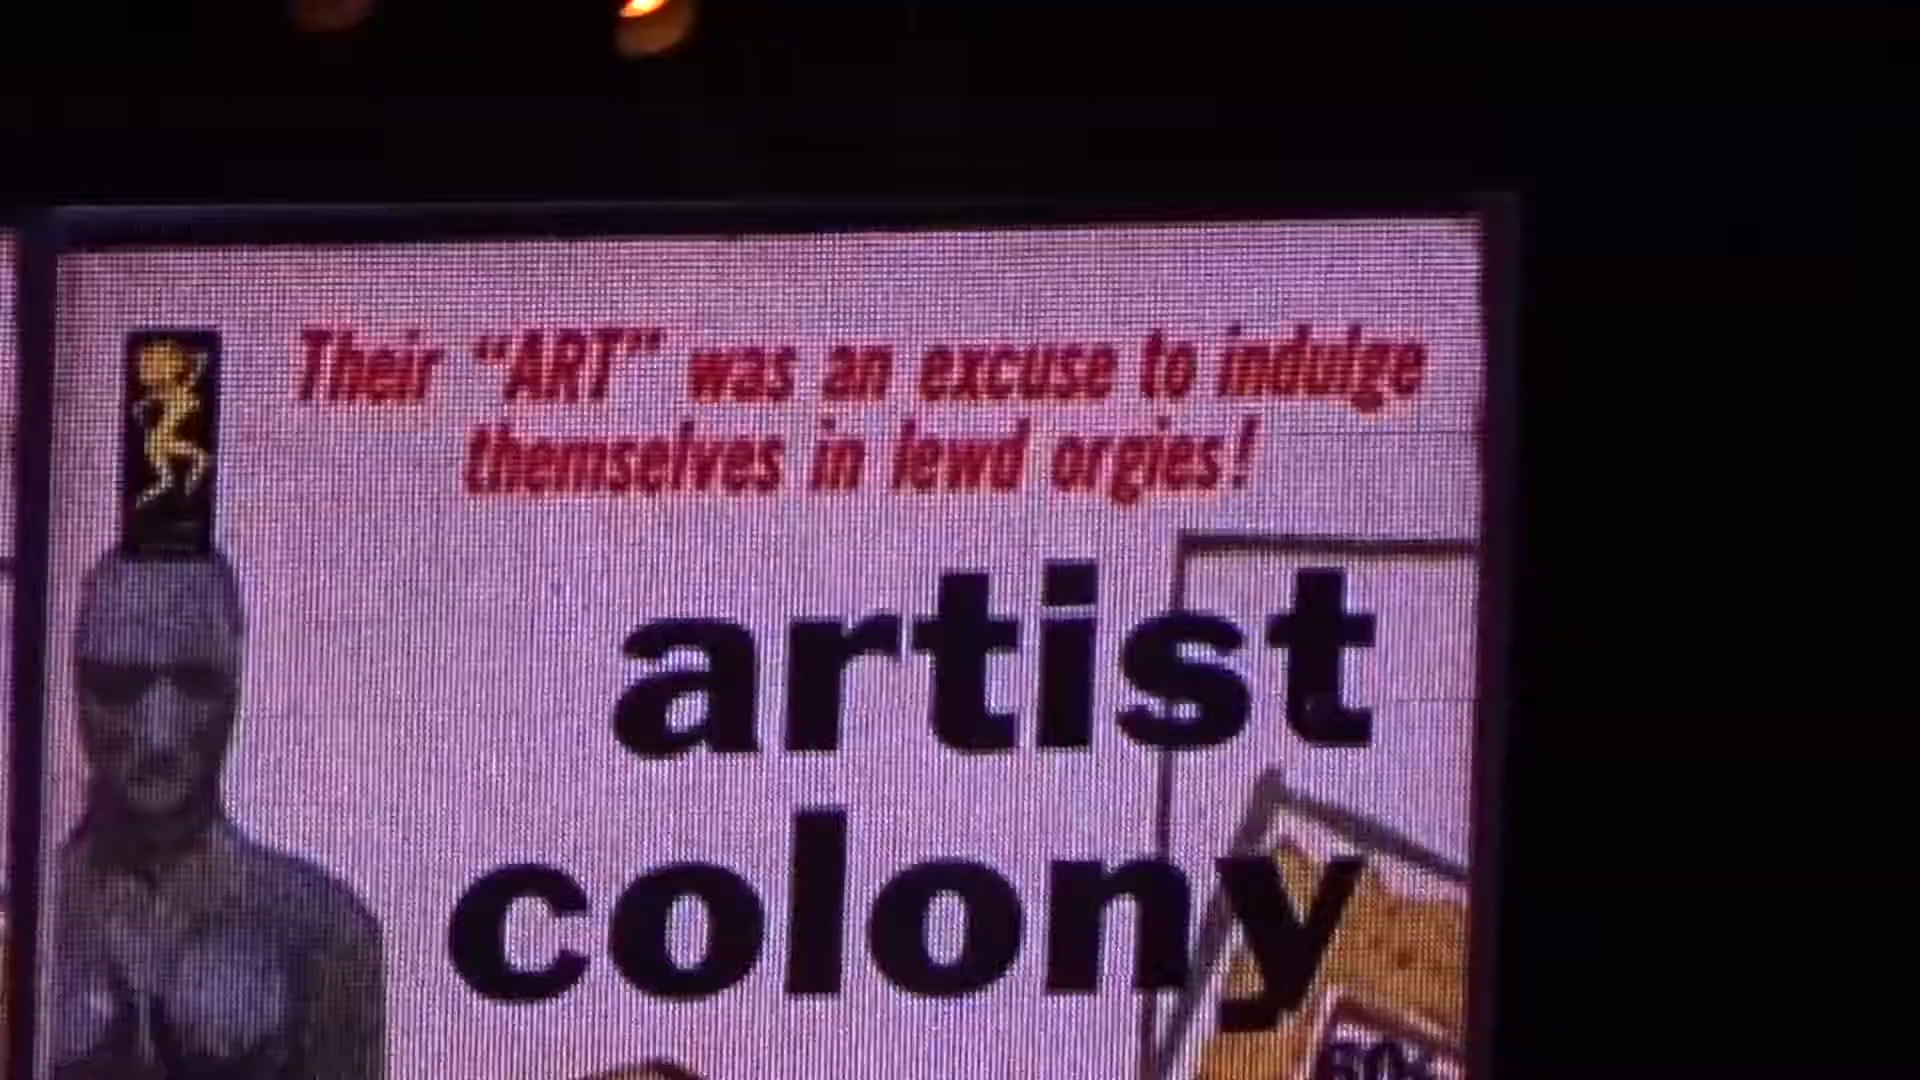 Their "ART" was an excuse to indulge
themselves in lewd orgies!
artist
colony